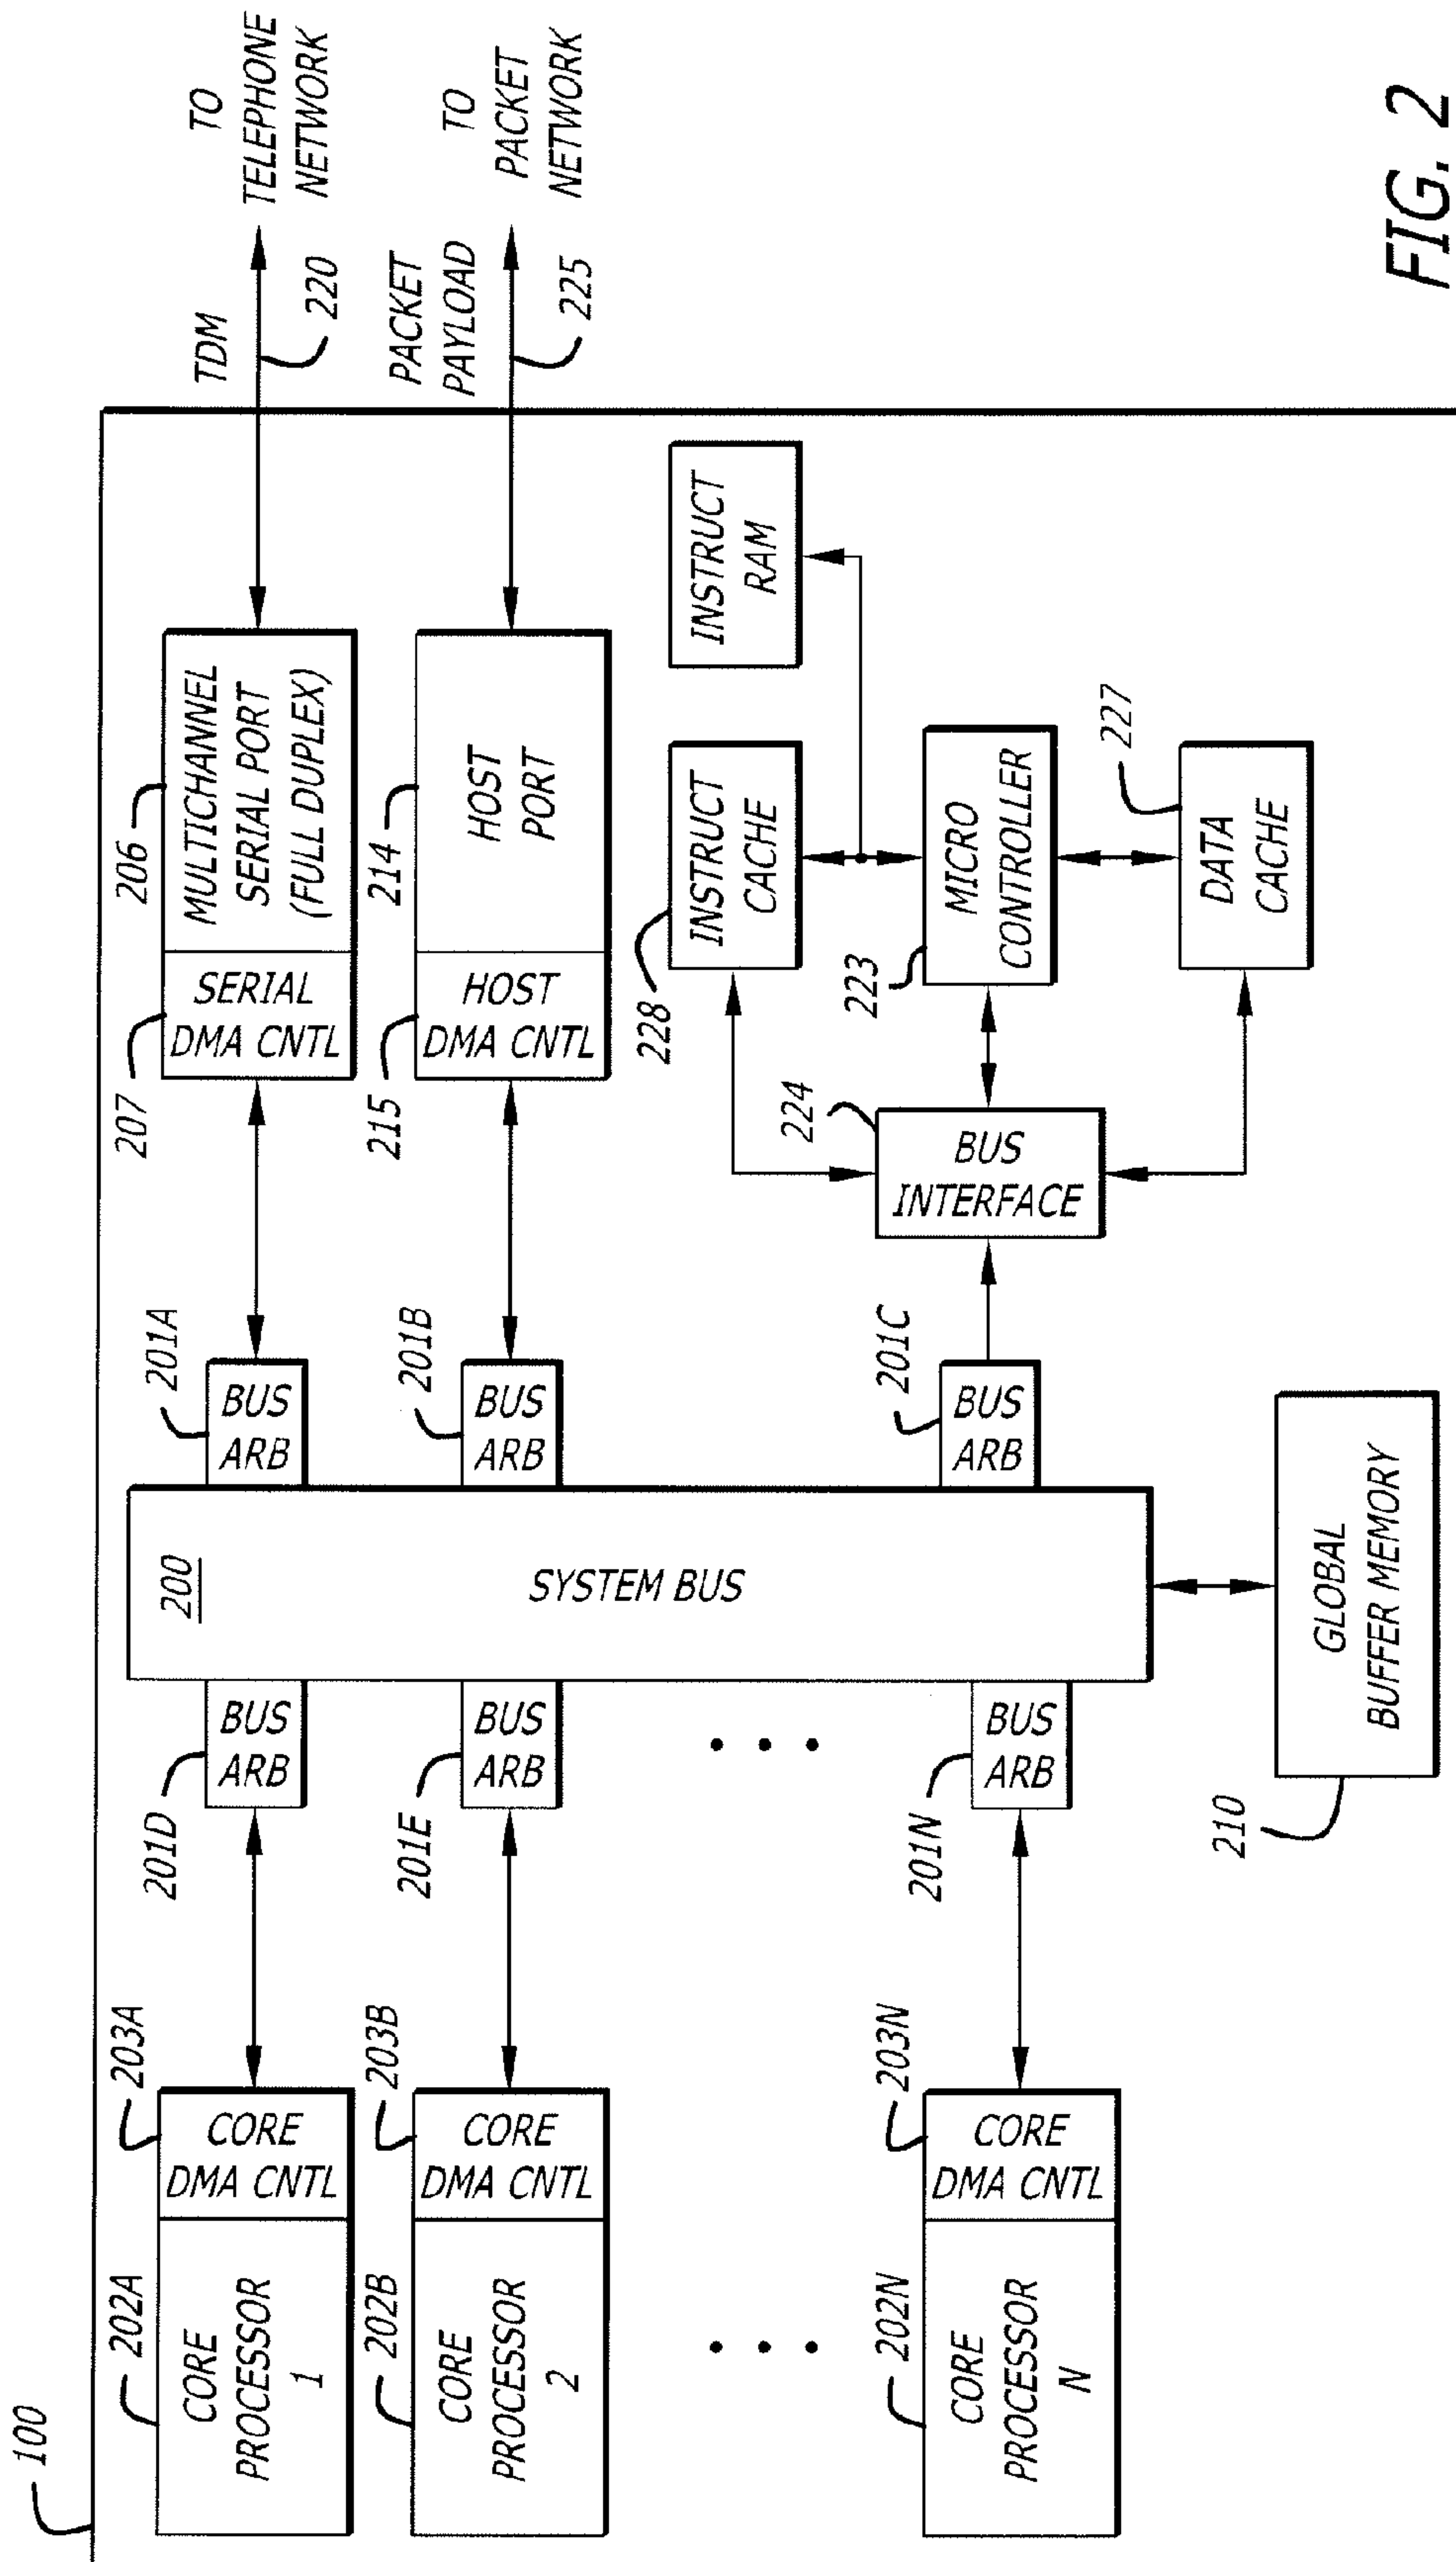 100
202A
CORE
PROCESSOR
1
203A
CORE
DMA CNTL
201D
BUS
ARB
201A
BUS
ARB
207
SERIAL
DMA CNTL
206
MULTICHANNEL
SERIAL PORT
(FULL DUPLEX)
TDM
220
TO
TELEPHONE
NETWORK
202B
CORE
PROCESSOR
2
203B
CORE
DMA CNTL
201E
BUS
ARB
200
SYSTEM BUS
201B
BUS
ARB
215
HOST
DMA CNTL
214
HOST
PORT
PACKET
PAYLOAD
225
TO
PACKET
NETWORK
202N
CORE
PROCESSOR
N
203N
CORE
DMA CNTL
201N
BUS
ARB
201C
BUS
ARB
224
BUS
INTERFACE
228
INSTRUCT
CACHE
INSTRUCT
RAM
223
MICRO
CONTROLLER
227
DATA
CACHE
210
GLOBAL
BUFFER MEMORY
FIG. 2